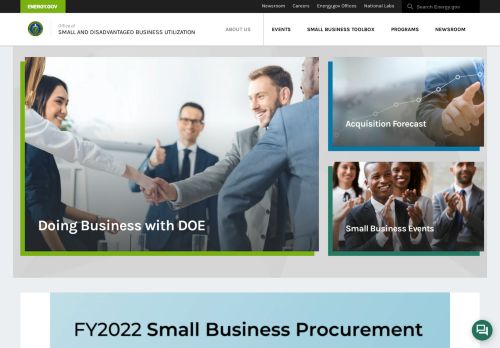 ENERGY.GOV
Newsroom Careers Energy.gov Offices National Labs Search Energy.gov
Office of
SMALL AND DISADVANTAGED BUSINESS UTILIZATION
ABOUT US EVENTS SMALL BUSINESS TOOLBOX PROGRAMS NEWSROOM
Doing Business with DOE
Acquisition Forecast
Small Business Events
FY2022 Small Business Procurement